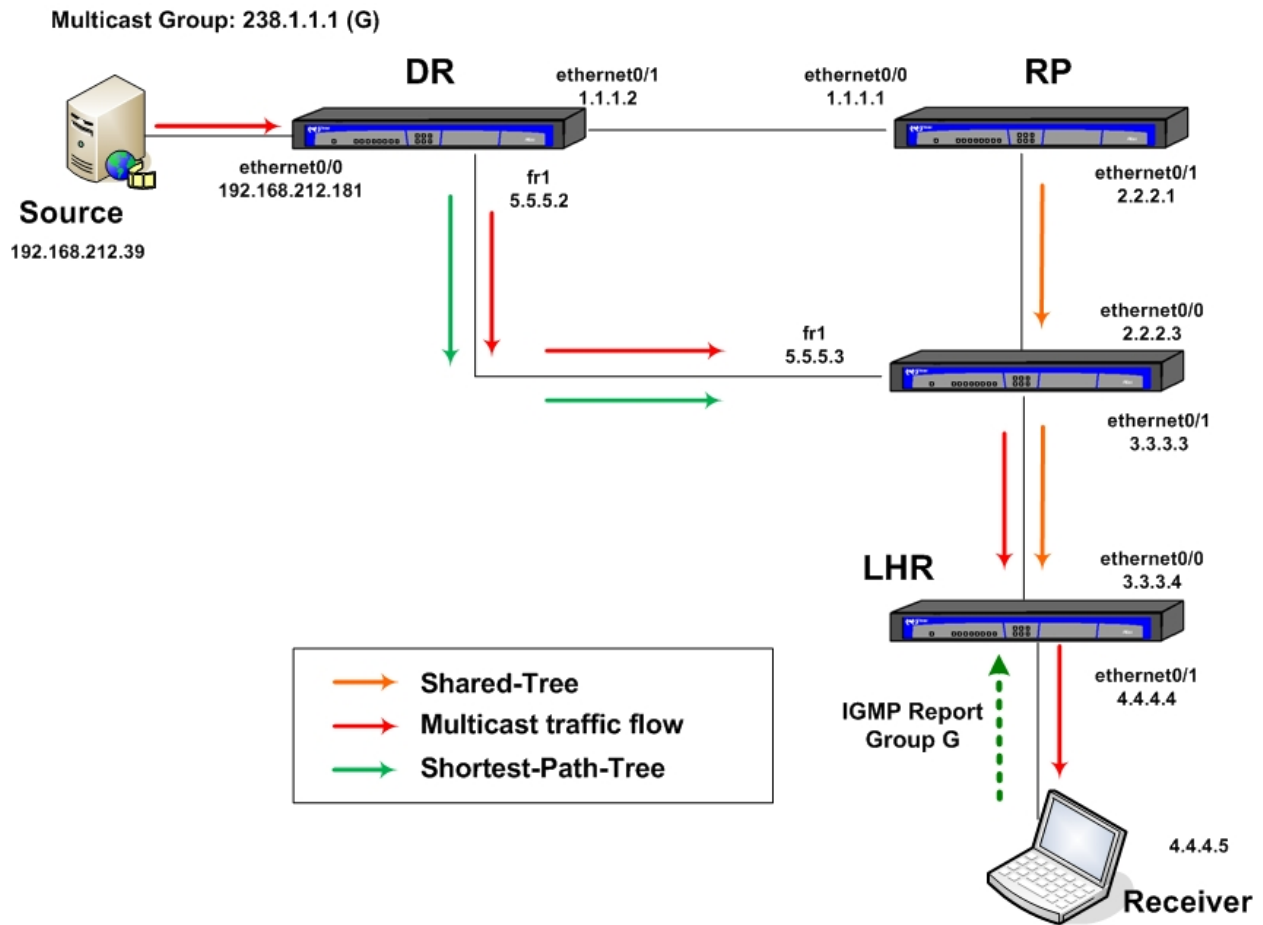 Multicast Group: 238.1.1.1 (G)
DR
ethernet0/1
1.1.1.2
ethernet0/0
1.1.1.1
RP
ethernet0/0
192.168.212.181
fr1
5.5.5.2
ethernet0/1
2.2.2.1
Source
192.168.212.39
ethernet0/0
2.2.2.3
fr1
5.5.5.3
ethernet0/1
3.3.3.3
LHR
ethernet0/0
3.3.3.4
Shared-Tree
Multicast traffic flow
Shortest-Path-Tree
IGMP Report
Group G
ethernet0/1
4.4.4.4
4.4.4.5
Receiver